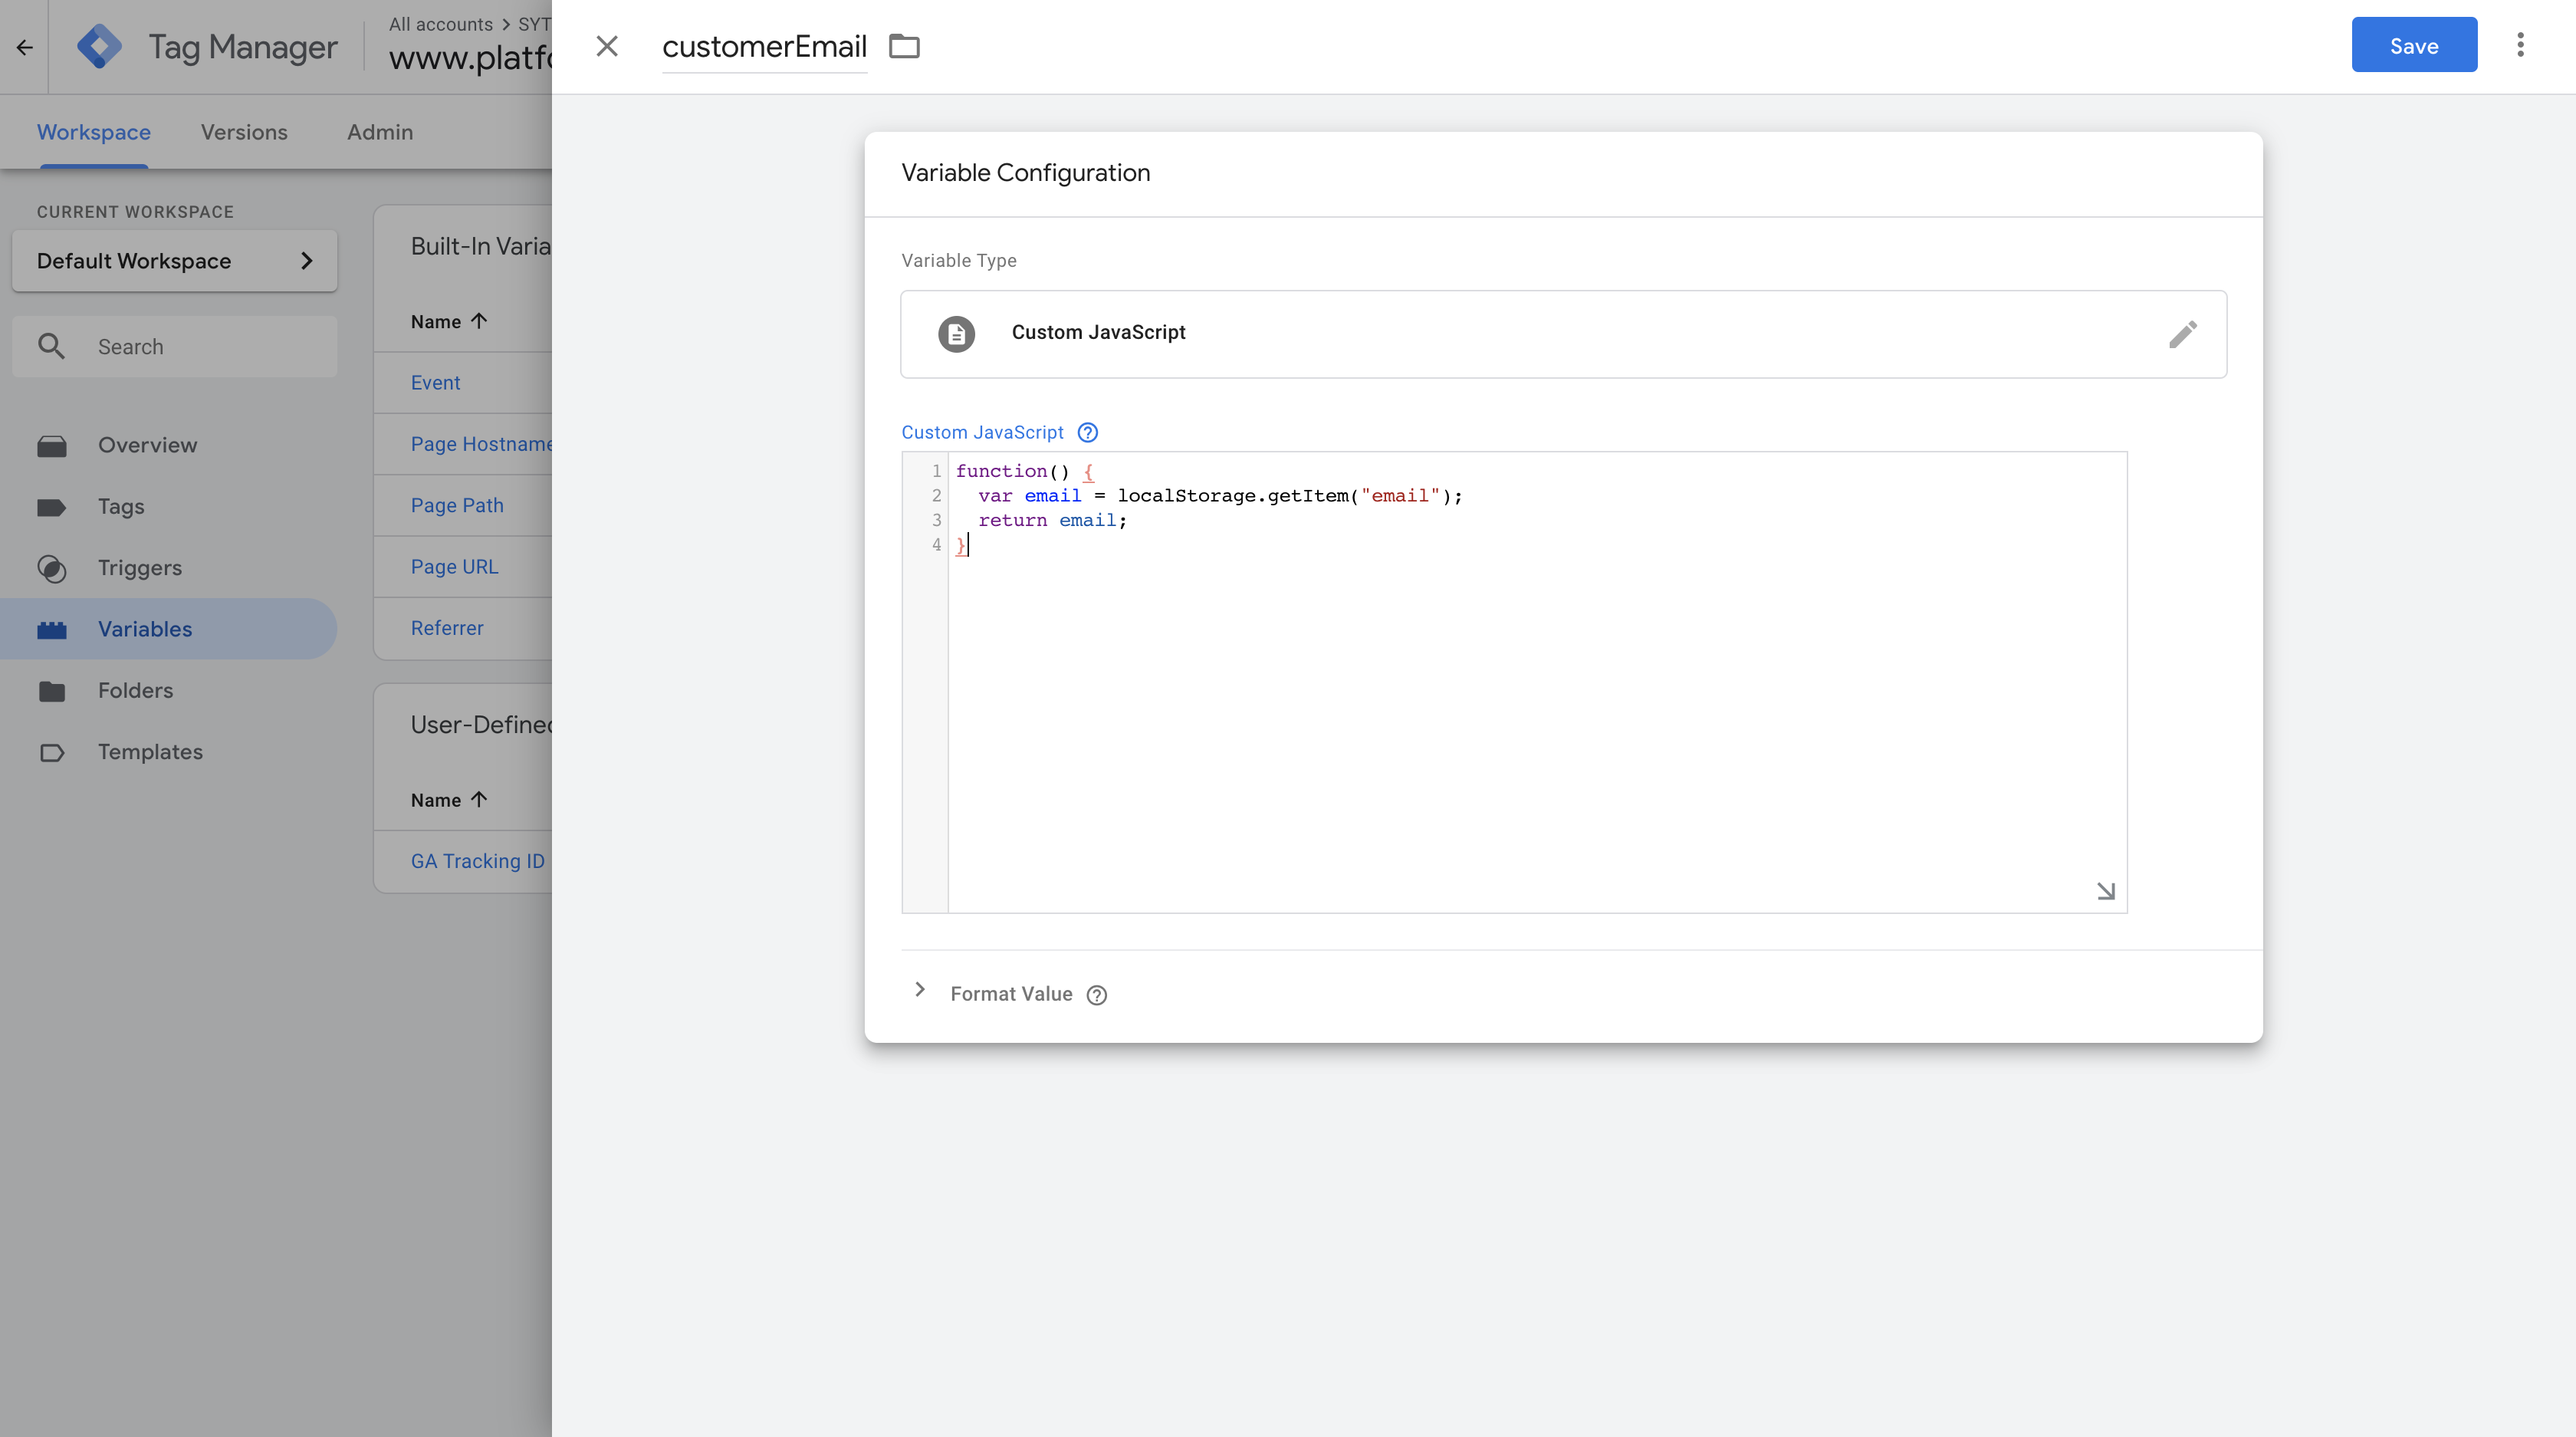 All accounts > SYT
Tag Manager
www.platfo
customerEmail
Save
Workspace
Versions
Admin
CURRENT WORKSPACE
Default Workspace
Search
Overview
Tags
Triggers
Variables
Folders
Templates
Built-In Varia
Name
Event
Page Hostname
Page Path
Page URL
Referrer
User-Defined
Name
GA Tracking ID
Variable Configuration
Variable Type
Custom JavaScript
Custom JavaScript
1 function() {
2 var email = localStorage.getItem("email");
3 return email;
4 }
Format Value